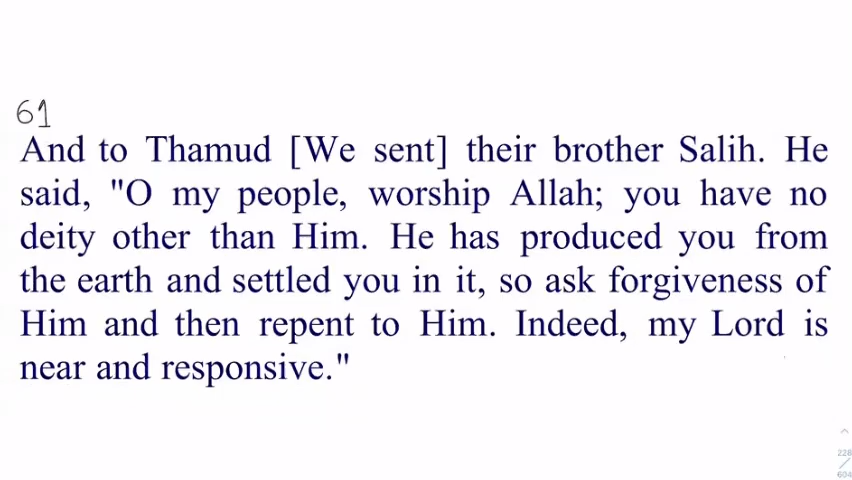 61
And to Thamud [We sent] their brother Salih. He
said, "O my people, worship Allah; you have no
deity other than Him. He has produced you from
the earth and settled you in it, so ask forgiveness of
Him and then repent to Him. Indeed, my Lord is
near and responsive."
228
/
604